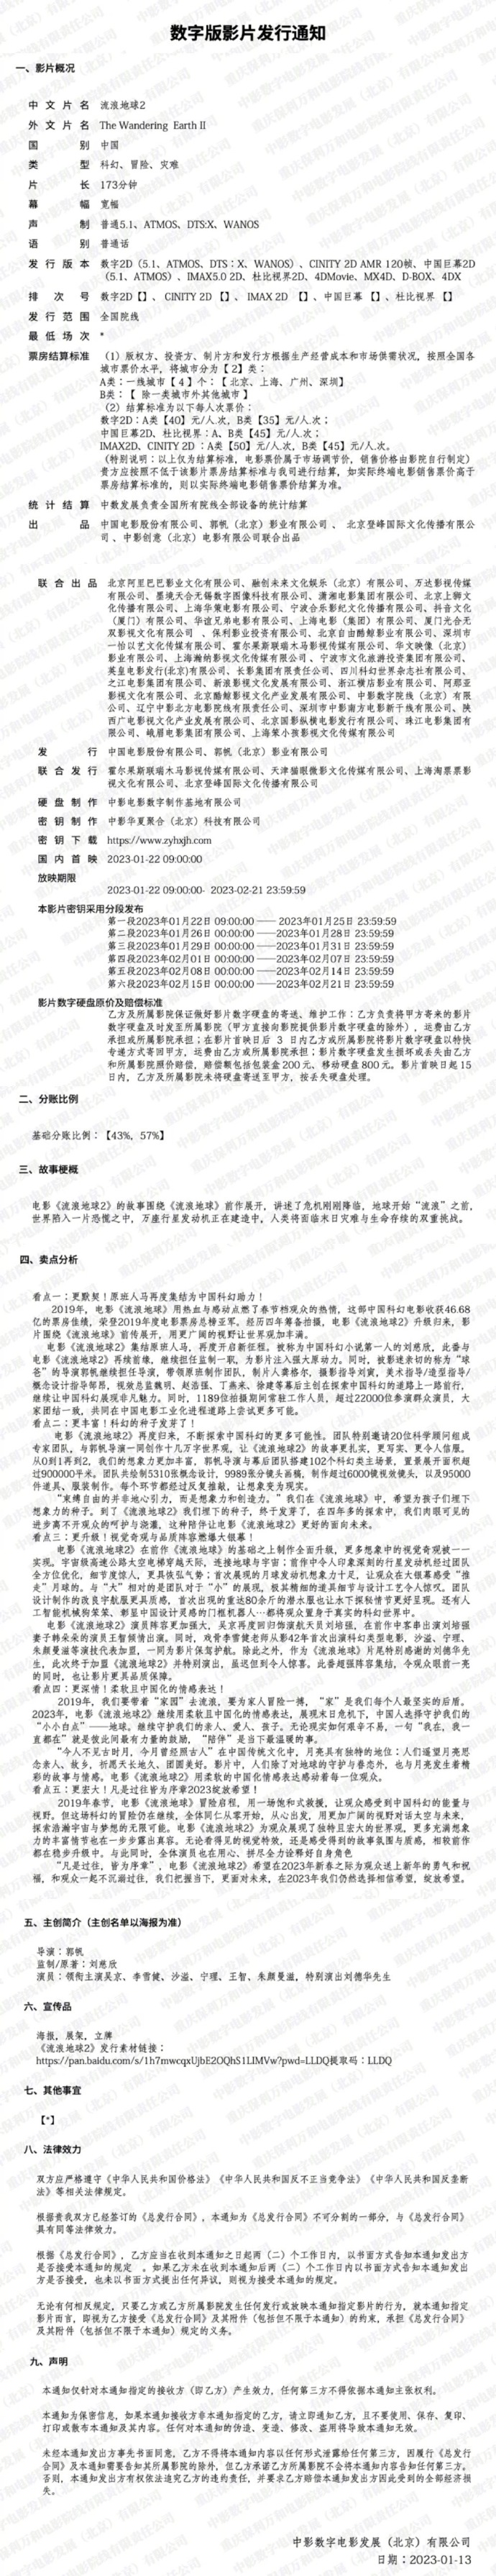 数字版影片发行通知
一、影片概况
中文片名 流浪地球2
外文片名 The Wandering Earth II
国别 中国
类型 科幻、冒险、灾难
片长 173分钟
幕幅 宽幅
声制 普通5.1、ATMOS、DTS:X、WANOS
语别 普通话
发行版本 数字2D（5.1、ATMOS、DTS：X、WANOS）、CINITY 2D AMR 120帧、中国巨幕2D
（5.1、ATMOS）、IMAX5.0 2D、杜比视界2D、4DMovie、MX4D、D-BOX、4DX
排次号 数字2D【】、CINITY 2D【】、IMAX 2D 【】、中国巨幕【】、杜比视界【】
发行范围 全国院线
最低场次 *
票房结算标准 （1）版权方、投资方、制片方和发行方根据生产经营成本和市场供需状况，按照全国各
城市票价水平，将城市分为【2】类：
A类：一线城市【4】个：【北京、上海、广州、深圳】
B类：【 除一类城市外其他城市 】
（2）结算标准为以下每人次票价：
数字2D：A类【40】元/人次，B类【35】元/人次；
中国巨幕2D、杜比视界：A、B类【45】元/人次；
IMAX2D、CINITY 2D：A类【50】元/人次，B类【45】元/人次。
（特别说明：以上仅为结算标准，电影票价属于市场调节价，销售价格由影院自行制定）
贵方应按照不低于该影片票房结算标准与我司进行结算，如实际终端电影销售票价高于
票房结算标准的，则以实际终端电影销售票价结算为准。
统计结算 中数发展负责全国所有院线全部设备的统计结算
出品 中国电影股份有限公司、郭帆（北京）影业有限公司、 北京登峰国际文化传播有限公
司、中影创意（北京）电影有限公司联合出品
联合出品 北京阿里巴巴影业文化有限公司、融创未来文化娱乐（北京）有限公司、万达影视传媒
有限公司、墨境天合无锡数字图像科技有限公司、潇湘电影集团有限公司、北京上狮文
化传播有限公司、上海华策电影有限公司、宁波合乐影纪文化传播有限公司、抖音文化
（厦门）有限公司、华谊兄弟电影有限公司、上海电影（集团）有限公司、厦门光合无
双影视文化有限公司 、保利影业投资有限公司、北京自由酷鲸影业有限公司、深圳市
一怡以艺文化传媒有限公司、霍尔果斯联瑞木马影视传媒有限公司、华文映像（北京）
影业有限公司、上海瀚纳影视文化传媒有限公司、宁波市文化旅游投资集团有限公司、
英皇电影发行(北京)有限公司、长影集团有限责任公司、四川科幻世界杂志社有限公司、
之江电影集团有限公司、新浪影视文化发展有限公司、浙江横店影业有限公司、阿那亚
影视文化有限公司、北京酷鲸影视文化产业发展有限公司、中影数字院线（北京）有限
公司、辽宁中影北方电影院线有限责任公司、深圳市中影南方电影新干线有限公司、陕
西广电影视文化产业发展有限公司、北京国影纵横电影发行有限公司、珠江电影集团有
限公司、峨眉电影集团有限公司、上海茱小薇影视文化传媒有限公司
发行 中国电影股份有限公司、郭帆（北京）影业有限公司
联合发行 霍尔果斯联瑞木马影视传媒有限公司、天津猫眼微影文化传媒有限公司、上海淘票票影
视文化有限公司、北京登峰国际文化传播有限公司
硬盘制作 中影电影数字制作基地有限公司
密钥制作 中影华夏聚合（北京）科技有限公司
密钥下载 https://www.zyhxjh.com
国内首映 2023-01-22 09:00:00
放映期限
2023-01-22 09:00:00- 2023-02-21 23:59:59
本影片密钥采用分段发布
第一段2023年01月22日 09:00:00 —— 2023年01月25日 23:59:59
第二段2023年01月26日 00:00:00 ——2023年01月28日 23:59:59
第三段2023年01月29日 00:00:00 ——2023年01月31日 23:59:59
第四段2023年02月01日 00:00:00 ——2023年02月07日 23:59:59
第五段2023年02月08日 00:00:00 ——2023年02月14日 23:59:59
第六段2023年02月15日 00:00:00 ——2023年02月21日 23:59:59
影片数字硬盘原价及赔偿标准
乙方及所属影院保证做好影片数字硬盘的寄送、维护工作；乙方负责将甲方寄来的影片
数字硬盘及时发至所属影院（甲方直接向影院提供影片数字硬盘的除外），运费由乙方
承担或所属影院承担；在影片首映日后 3 日内乙方或所属影院将影片数字硬盘以特快
专递方式寄回甲方，运费由乙方或所属影院承担；影片数字硬盘发生损坏或丢失由乙方
和所属影院照价赔偿，赔偿额包括包装盒200元、移动硬盘800元。影片首映日起15
日内，乙方及所属影院未将硬盘寄送至甲方，按丢失硬盘处理。
二、分账比例
基础分账比例：【43%，57%】
三、故事梗概
电影《流浪地球2》的故事围绕《流浪地球》前作展开，讲述了危机刚刚降临，地球开始“流浪”之前，
世界陷入一片恐慌之中，万座行星发动机正在建造中，人类将面临末日灾难与生命存续的双重挑战。
四、卖点分析
看点一：更默契！原班人马再度集结为中国科幻助力！
2019年，电影《流浪地球》用热血与感动点燃了春节档观众的热情，这部中国科幻电影收获46.68
亿的票房佳绩，荣登2019年度电影票房总榜亚军。经历四年筹备拍摄，电影《流浪地球2》升级归来，影
片围绕《流浪地球》前传展开，用更广阔的视野让世界观加丰满。
电影《流浪地球2》集结原班人马，再度开启新征程。被称为中国科幻小说第一人的刘慈欣，此番与
电影《流浪地球》再续前缘，继续担任监制一职，为影片注入强大原动力。同时，被影迷亲切的称为“球
爸”的导演郭帆继续担任导演，带领原班制作团队，制片人龚格尔，摄影指导刘寅，美术指导/造型指导/
概念设计指导郜昂，视效总监魏明，赵浩强、丁燕来、徐建等幕后主创在探索中国科幻的道路上一路前行，
继续让中国科幻展现非凡魅力。同时，1189位拍摄期间常驻工作人员，超过22000位参演群众演员，大
家团结一致，共同在中国电影工业化进程道路上尝试更多可能。
看点二：更丰富！科幻的种子发芽了！
电影《流浪地球2》再度归来，不断探索中国科幻的更多可能性。团队特别邀请20位科学顾问组成
专家团队，与郭帆导演一同创作十几万字世界观，让《流浪地球2》的故事更扎实，更写实、更令人信服。
从0到1再到2，我们的想象力更加丰富，郭帆导演与幕后团队搭建102个科幻类主场景，置景展开面积超
过900000平米。团队共绘制5310张概念设计，9989张分镜头画稿，制作超过6000镜视效镜头，以及95000
件道具、服装制作。每个环节都经过反复推敲，让想象变为现实。
“束缚自由的并非地心引力，而是想象力和创造力。”我们在《流浪地球》中，希望为孩子们埋下
想象力的种子。到了《流浪地球2》我们埋下的种子，终于发芽了，在四年多的探索中，我们肉眼可见的
进步离不开观众的呵护与浇灌，这种陪伴让电影《流浪地球2》更好的面向未来。
看点三：更升级！视觉奇观与品质阵容燃爆大银幕！
电影《流浪地球2》在前作《流浪地球》的基础之上制作全面升级，更多想象中的视觉奇观被一一
实现。宇宙级高速公路太空电梯穿越天际，连接地球与宇宙；首作中令人印象深刻的行星发动机经过团队
全方位优化，细节度惊人，更具恢弘气势；首次展现的月球发动机想象力十足，让观众在大银幕感受“推
走”月球的。与“大”相对的是团队对于“小”的展现，极其精细的道具细节与设计工艺令人惊叹。团队
设计制作的改良宇航服更具质感，首次出现的重达80余斤的潜水服也让水下探秘情节更好呈现。还有人
工智能机械狗笨笨、彰显中国设计灵感的门框机器人…都将观众置身于真实的科幻世界中。
电影《流浪地球2》演员阵容更加强大，吴京再度回归饰演航天员刘培强，在前作中客串出演刘培强
妻子韩朵朵的演员王智倾情出演。同时，戏骨李雪健老师从影42年首次出演科幻类型电影，沙溢、宁理、
朱颜曼滋等演技代表加盟，一同为影片保驾护航。除此之外，作为《流浪地球》片尾特别感谢的刘德华先
生，此次终于加盟《流浪地球2》并特别演出，虽迟但到令人惊喜。此番超强阵容集结，令观众眼前一亮
的同时，也让影片更具品质保障。
看点四：更深情！柔软且中国化的情感表达！
2019年，我们要带着“家园”去流浪，要为家人冒险一搏，“家”是我们每个人最坚实的后盾。
2023年，电影《流浪地球2》继续用柔软且中国化的情感表达，展现末日危机下，中国人选择守护我们的
“小小白点”——地球。继续守护我们的亲人、爱人、孩子。无论现实如何艰辛不易，一句“我在，我一
直都在”就是彼此间最有力量的鼓励，“陪伴”是当下最温暖的事。
“今人不见古时月，今月曾经照古人”在中国传统文化中，月亮具有独特的地位：人们遥望月亮思
念亲人、故乡，祈愿天长地久、团圆美好。影片中，人们除了对地球的守护与眷恋外，也与月亮发生着精
彩的故事与情感。电影《流浪地球2》用柔软的中国化情感表达感动着每一位观众。
看点五：更宏大！凡是过往皆为序章2023绽放希望！
2019年春节，电影《流浪地球》冒险启程，用一场饱和式救援，让观众感受到中国科幻的能量与
视野。但这场科幻的冒险仍在继续，全体同仁从零开始，从心出发，用更加广阔的视野对话太空与未来，
探索浩瀚宇宙与梦想的无限可能。电影《流浪地球2》为观众展现了独特且宏大的世界观，更多充满想象
力的丰富情节也在一步步露出真容。无论看得见的视觉特效，还是感受得到的故事氛围与质感，相较前作
都在稳步升级中。与此同时，全体演员也在用心、拼尽全力诠释好自身角色
“凡是过往，皆为序章”，电影《流浪地球2》希望在2023年新春之际为观众送上新年的勇气和祝
福，和观众一起不沉溺过往，我们把握当下，更面对未来，在2023年我们仍然选择相信希望，绽放希望。
五、主创简介（主创名单以海报为准）
导演：郭帆
监制/原著：刘慈欣
演员：领衔主演吴京、李雪健、沙溢、宁理、王智、朱颜曼滋，特别演出刘德华先生
六、宣传品
海报，展架，立牌
《流浪地球2》发行素材链接：
https://pan.baidu.com/s/1h7mwcqxUjbE2OQhS1LIMVw?pwd=LLDQ提取码：LLDQ
七、其他事宜
【*】
八、法律效力
双方应严格遵守《中华人民共和国价格法》《中华人民共和国反不正当竞争法》《中华人民共和国反垄断
法》等相关法律规定。
根据贵我双方已经签订的《总发行合同》，本通知为《总发行合同》不可分割的一部分，与《总发行合同》
具有同等法律效力。
根据《总发行合同》，乙方应当在收到本通知之日起两（二）个工作日内，以书面方式告知本通知发出方
是否接受本通知的规定 。如果乙方未在收到本通知后两（二）个工作日内以书面方式告知本通知发出
方是否接受，也未以书面方式提出任何异议，则视为接受本通知的规定。
无论有何相反规定，只要乙方或乙方所属影院发生任何发行或放映本通知指定影片的行为，就本通知指定
影片而言，即视为乙方接受《总发行合同》及其附件（包括但不限于本通知）的约束，承担《总发行合同》
及其附件（包括但不限于本通知）规定的义务。
九、声明
本通知仅针对本通知指定的接收方（即乙方）产生效力，任何第三方不得依据本通知主张权利。
本通知为保密信息，如果本通知接收方非本通知指定的乙方，请立即通知乙方，且不要使用、保存、复印、
打印或散布本通知及其内容。任何对本通知的伪造、变造、修改、盗用将导致本通知无效。
未经本通知发出方事先书面同意，乙方不得将本通知内容以任何形式泄露给任何第三方，因履行《总发行
合同》及本通知需要告知其所属影院的除外，但乙方承诺乙方所属影院不会将本通知内容告知任何第三方。
否则，本通知发出方有权依法追究乙方的违约责任，并要求乙方赔偿本通知发出方因此受到的全部经济损
失。
中影数字电影发展（北京）有限公司
日期：2023-01-13